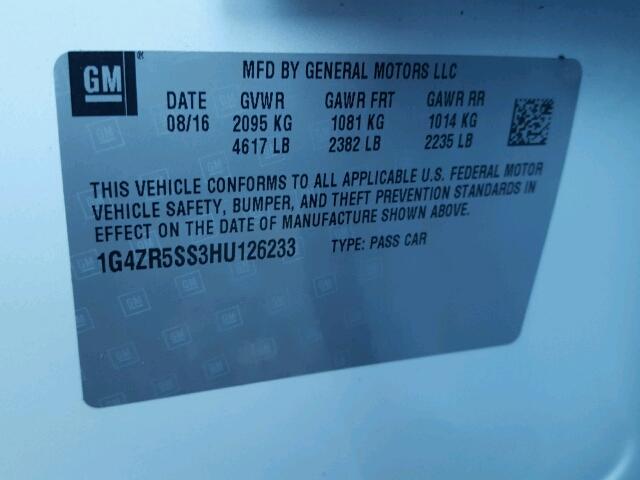 GM
MFD BY GENERAL MOTORS LLC
DATE GVWR GAWR FRT GAWR RR
08/16 2095 KG 1081 KG 1014 KG
4617 LB 2382 LB 2235 LB
THIS VEHICLE CONFORMS TO ALL APPLICABLE U.S. FEDERAL MOTOR
VEHICLE SAFETY, BUMPER, AND THEFT PREVENTION STANDARDS IN
EFFECT ON THE DATE OF MANUFACTURE SHOWN ABOVE.
1G4ZR5SS3HU126233 TYPE: PASS CAR